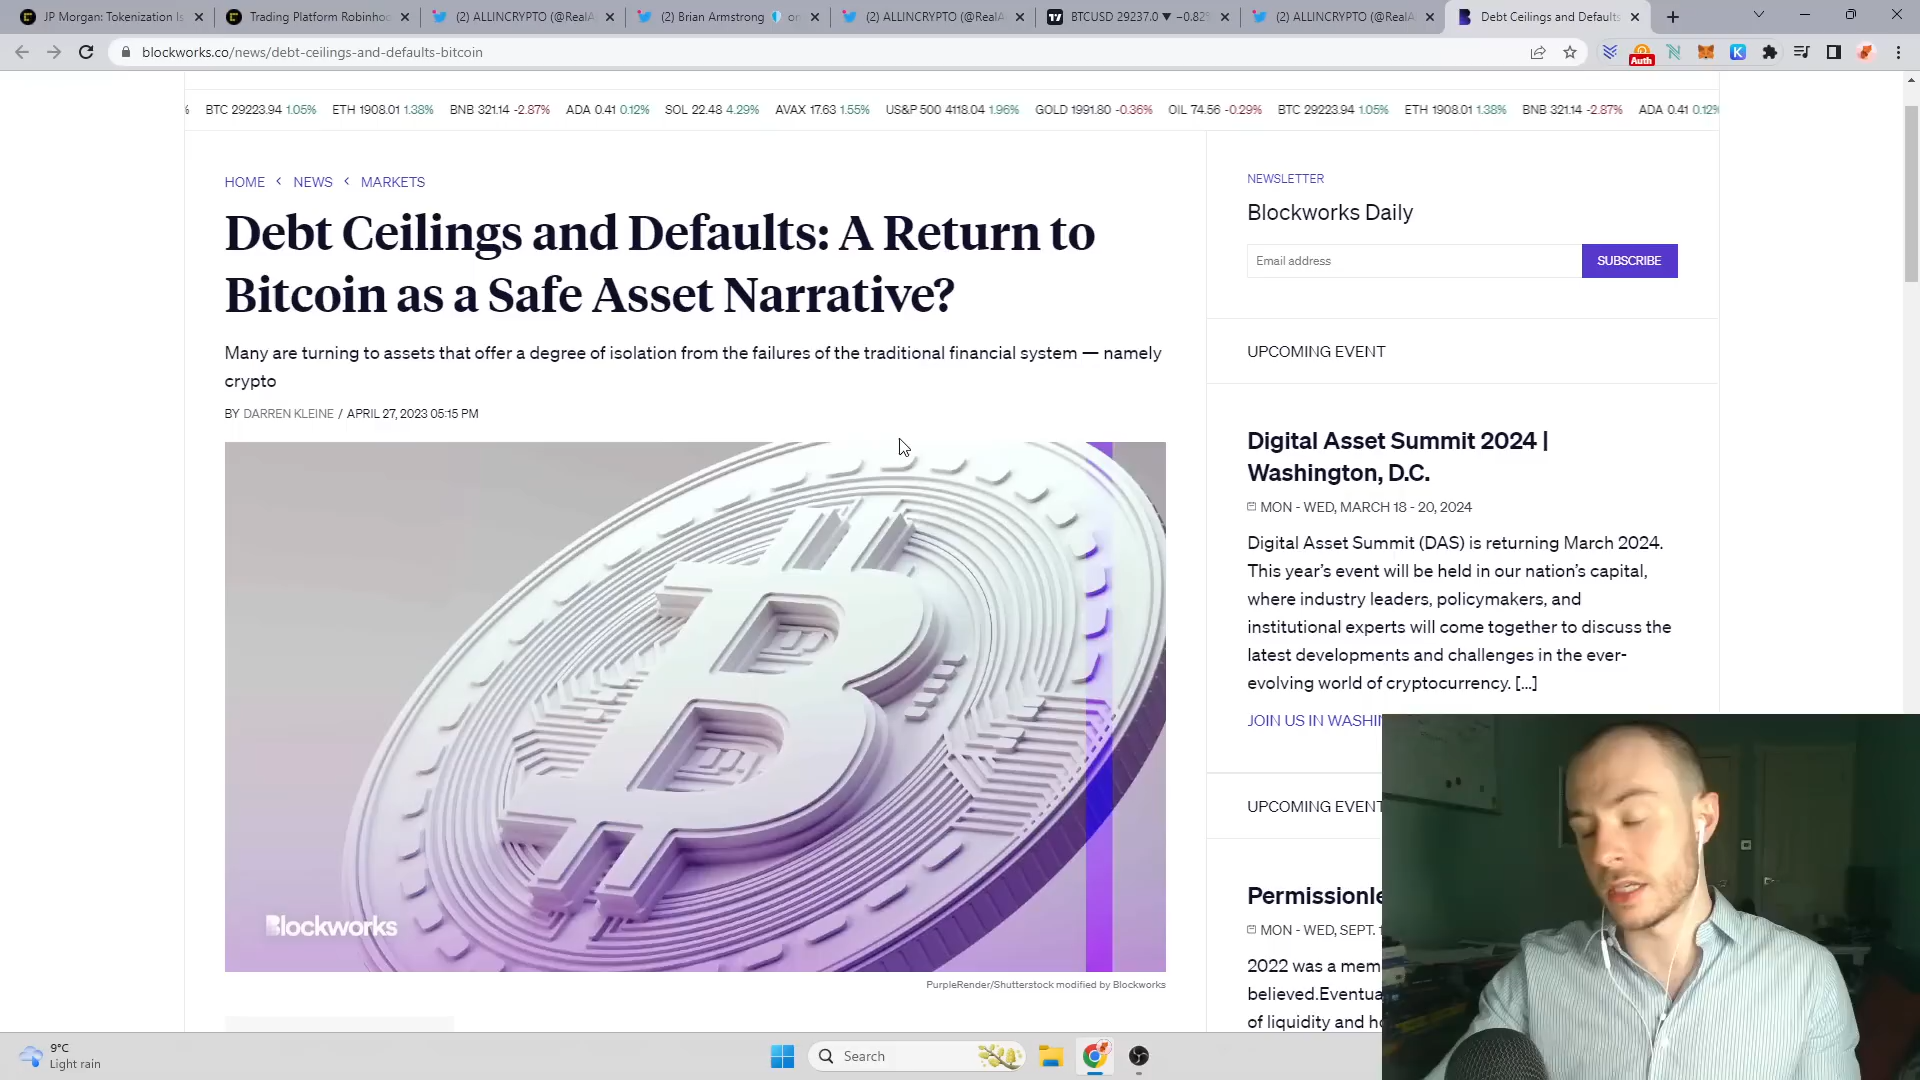 JP Morgan: Tokenization Is
Trading Platform Robinhoo
(2) ALLINCRYPTO (@RealA
(2) Brian Armstrong
on
(2) ALLINCRYPTO (@RealA
BTCUSD 29237.0 ▼ −0.82%
(2) ALLINCRYPTO (@RealA
Debt Ceilings and Defaults
blockworks.co/news/debt-ceilings-and-defaults-bitcoin
Auth
% BTC 29223.94 1.05% ETH 1908.01 1.38% BNB 321.14 -2.87% ADA 0.41 0.12% SOL 22.48 4.29% AVAX 17.63 1.55% US&P 500 4118.04 1.96% GOLD 1991.80 -0.36% OIL 74.56 -0.29% BTC 29223.94 1.05% ETH 1908.01 1.38% BNB 321.14 -2.87% ADA 0.41 0.12%
HOME NEWS MARKETS
Debt Ceilings and Defaults: A Return to
Bitcoin as a Safe Asset Narrative?
Many are turning to assets that offer a degree of isolation from the failures of the traditional financial system — namely
crypto
BY DARREN KLEINE / APRIL 27, 2023 05:15 PM
Blockworks
PurpleRender/Shutterstock modified by Blockworks
NEWSLETTER
Blockworks Daily
Email address
SUBSCRIBE
UPCOMING EVENT
Digital Asset Summit 2024 |
Washington, D.C.
MON - WED, MARCH 18 - 20, 2024
Digital Asset Summit (DAS) is returning March 2024.
This year's event will be held in our nation's capital,
where industry leaders, policymakers, and
institutional experts will come together to discuss the
latest developments and challenges in the ever-
evolving world of cryptocurrency. [...]
JOIN US IN WASHI
UPCOMING EVENT
Permissionle
MON - WED, SEPT. 1
2022 was a mem
believed.Eventua
of liquidity and ho
9°C
Light rain
Search